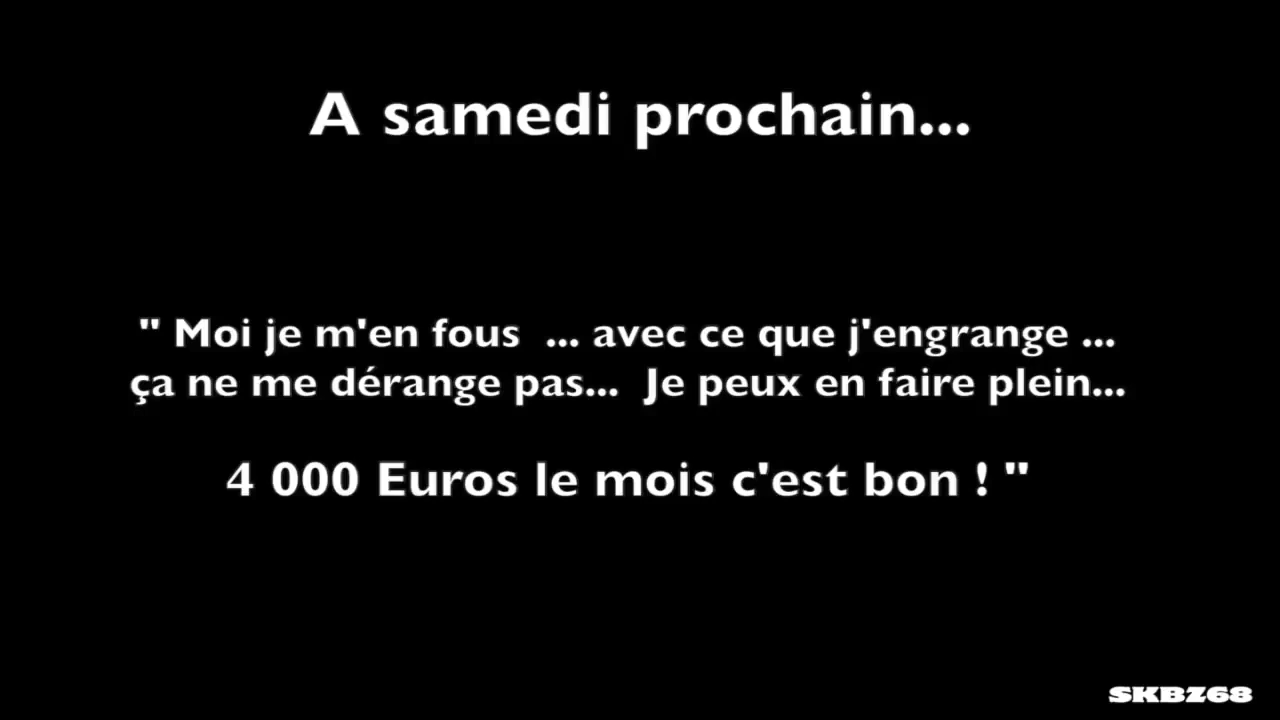 A samedi prochain...
" Moi je m'en fous ... avec ce que j'engrange ...
ça ne me dérange pas... Je peux en faire plein...
4 000 Euros le mois c'est bon ! "
SKBZ68